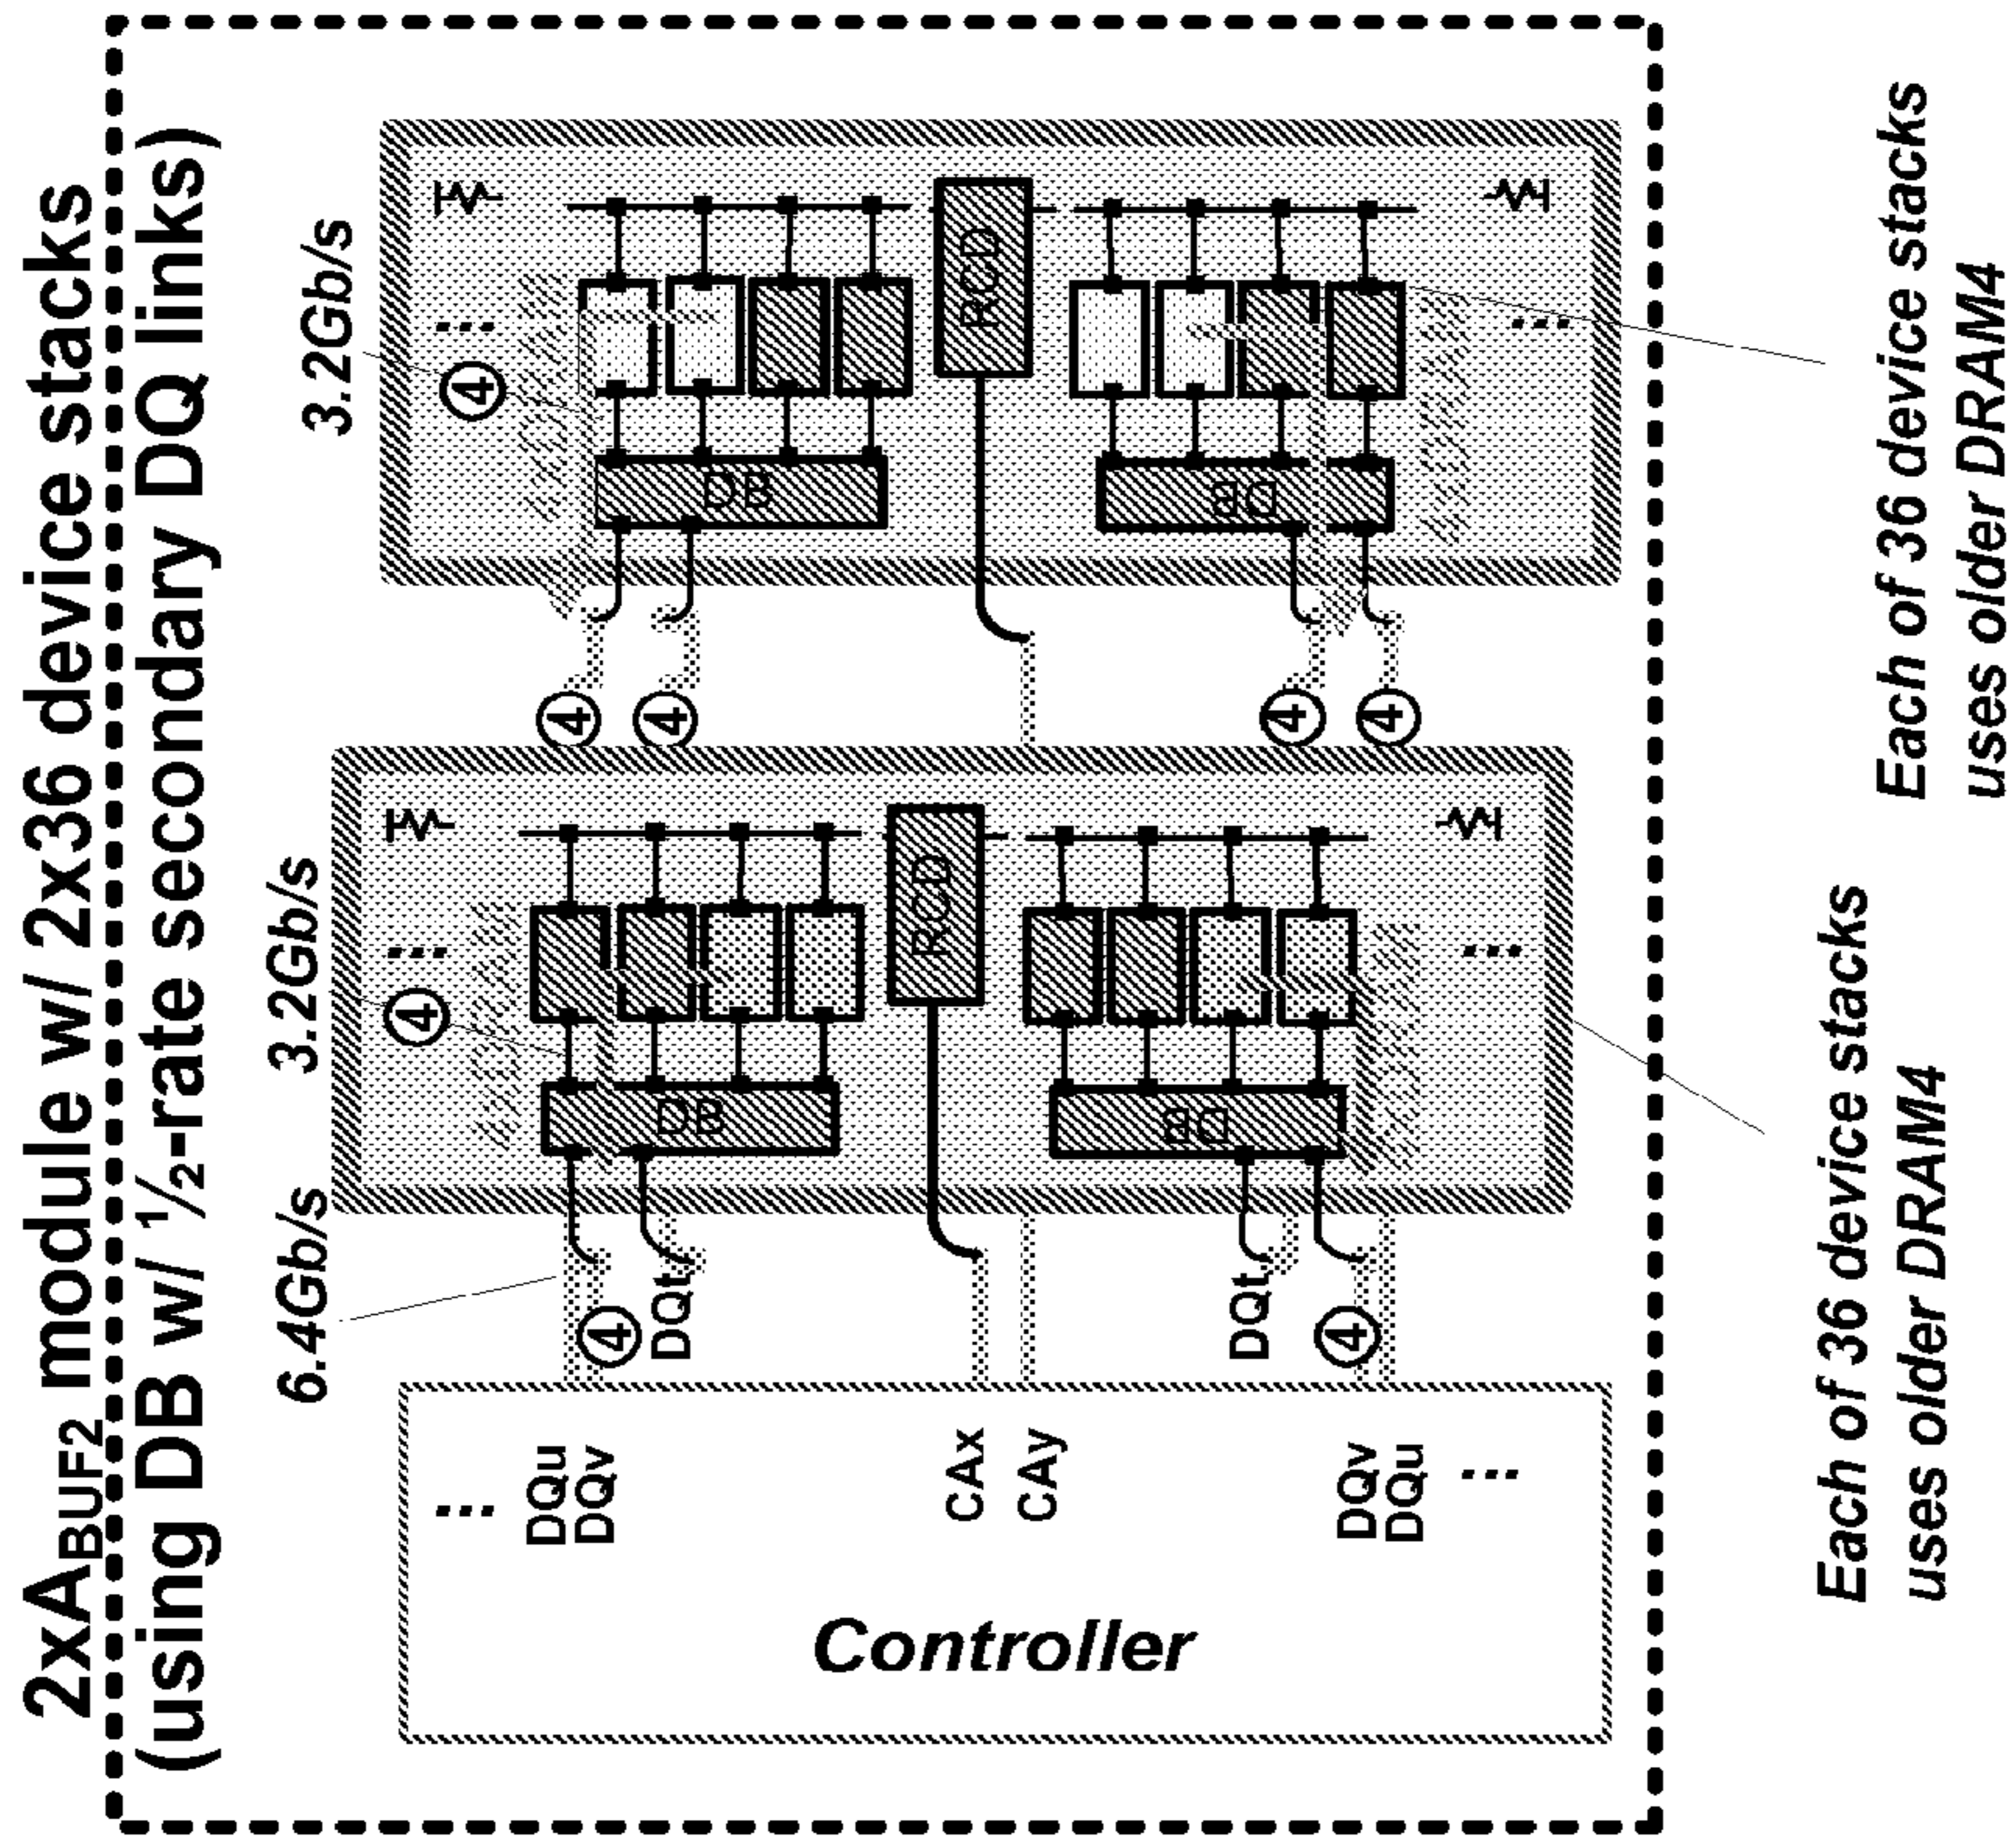 2xABUF2 module w/ 2x36 device stacks
(using DB w/ ½-rate secondary DQ links)
6.4Gb/s
3.2Gb/s
3.2Gb/s
...
DQu
DQv
CAx
CAy
DQv
DQu
...
Controller
4
DQt
DQt
4
...
4
DB
RCD
DB
...
4
4
4
4
...
4
DB
RCD
DB
...
Each of 36 device stacks
uses older DRAM4
Each of 36 device stacks
uses older DRAM4